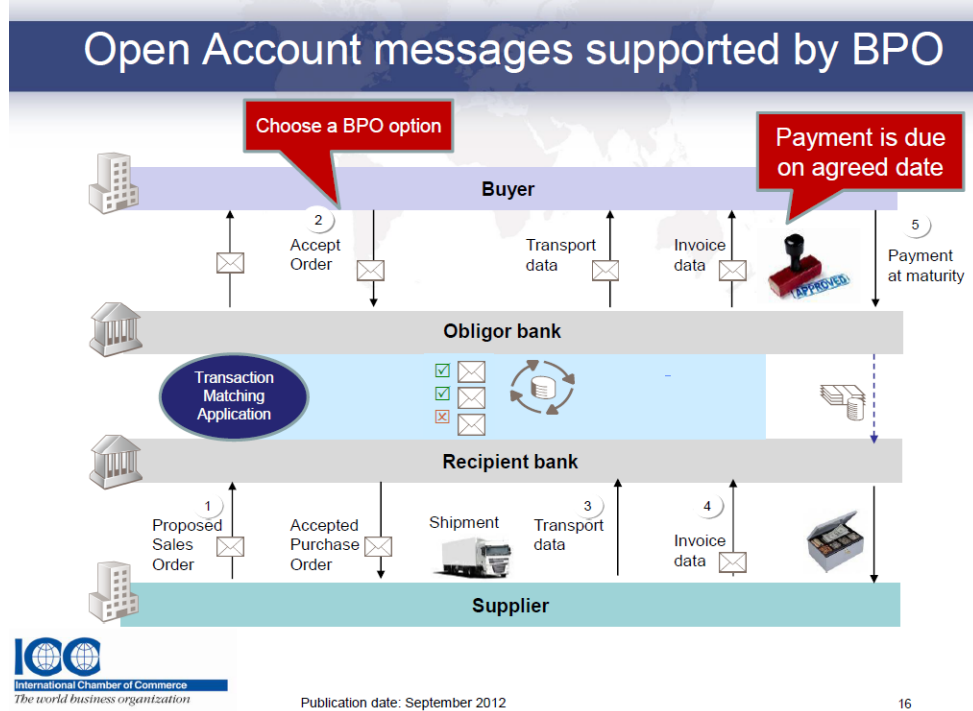 Open Account messages supported by BPO
Choose a BPO option
Payment is due
on agreed date
Buyer
2
Accept
Order
Transport
data
Invoice
data
APPROVED
5
Payment
at maturity
Obligor bank
Transaction
Matching
Application
Recipient bank
1
Proposed
Sales
Order
Accepted
Purchase
Order
Shipment
3
Transport
data
4
Invoice
data
Supplier
ICC
International Chamber of Commerce
The world business organization
Publication date: September 2012
16